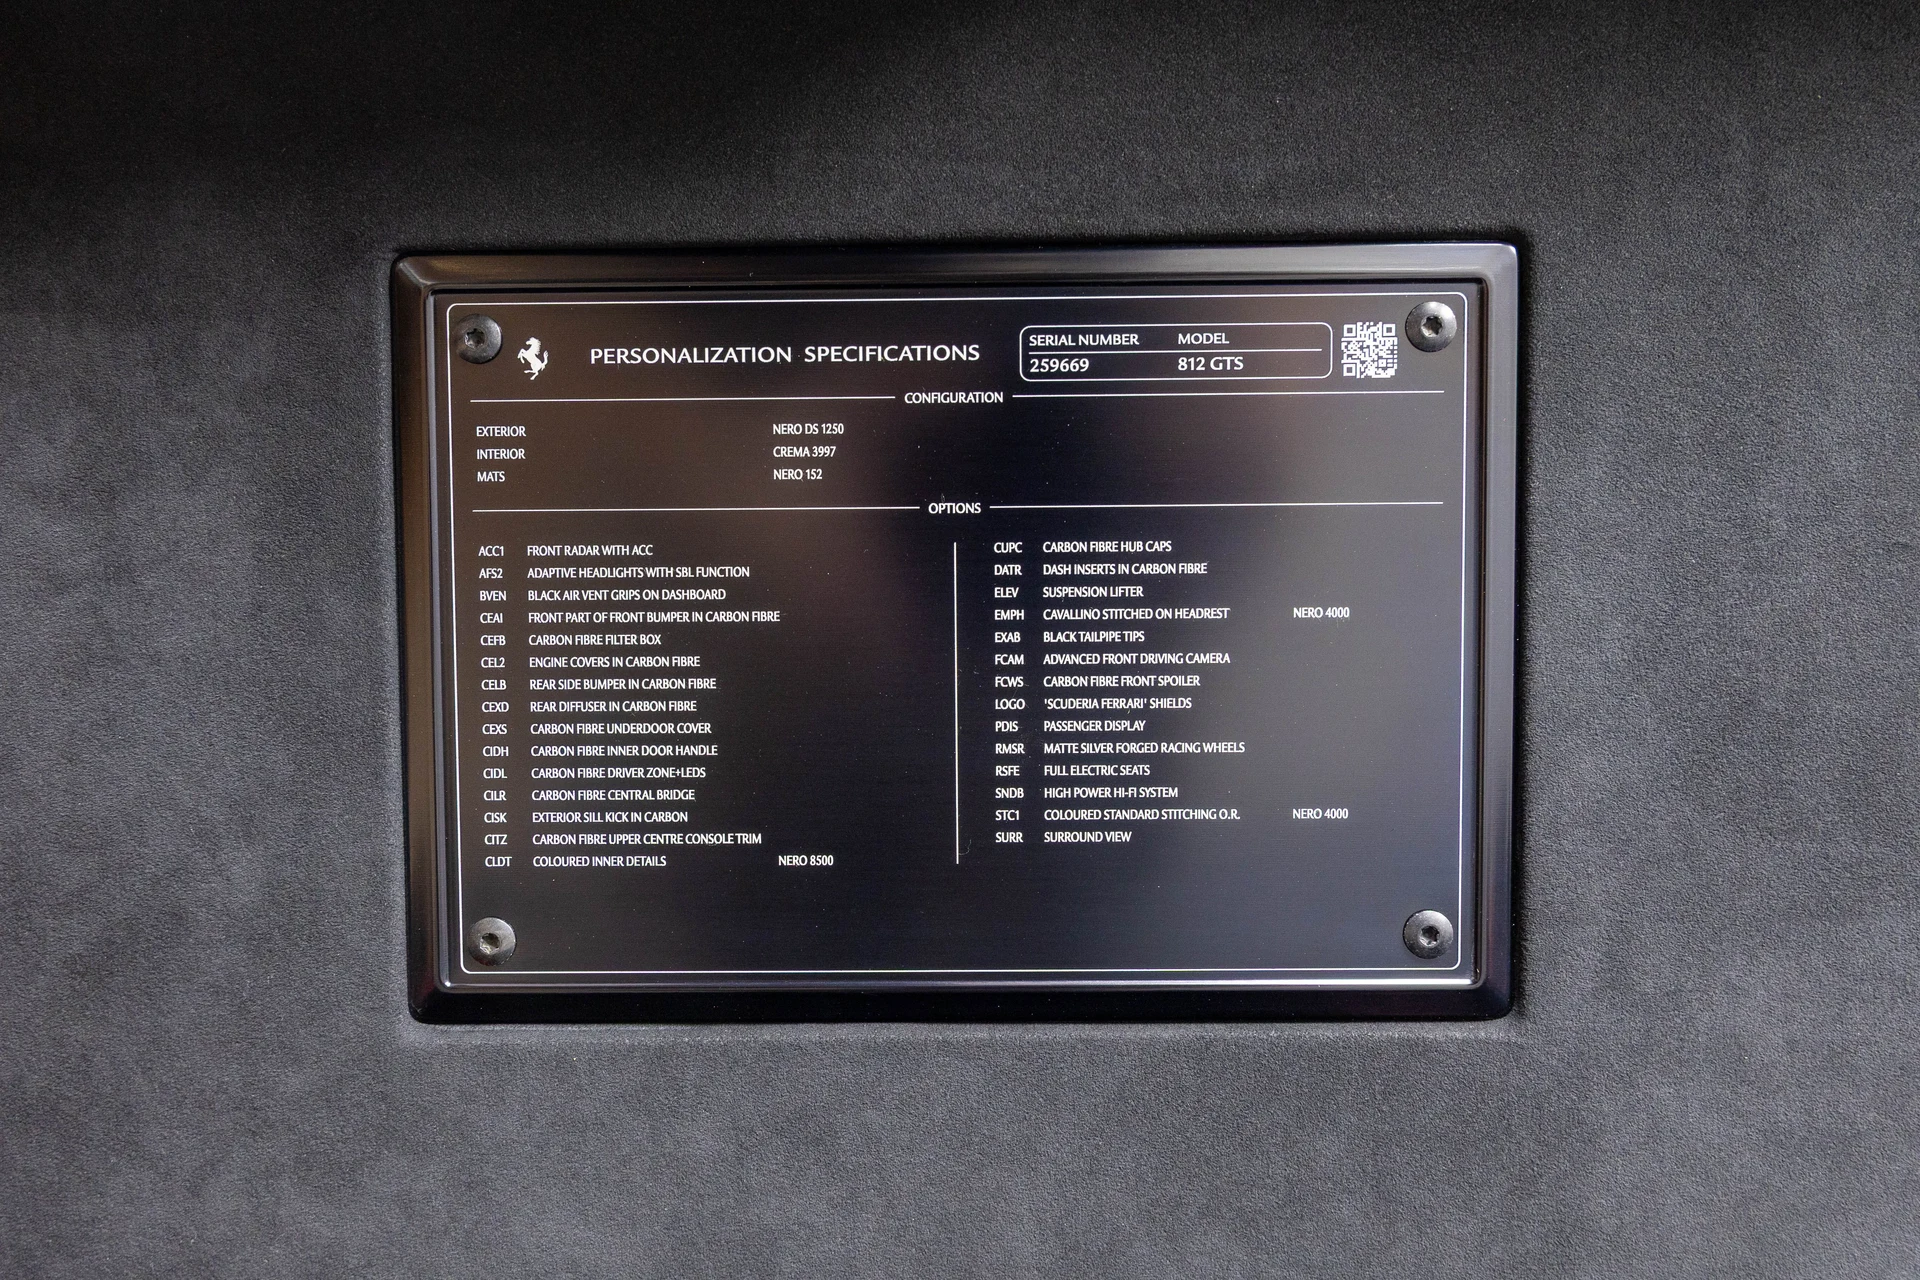 PERSONALIZATION SPECIFICATIONS
SERIAL NUMBER MODEL
259669 812 GTS
CONFIGURATION
EXTERIOR NERO DS 1250
INTERIOR CREMA 3997
MATS NERO 152
OPTIONS
ACC1 FRONT RADAR WITH ACC
AFS2 ADAPTIVE HEADLIGHTS WITH SBL FUNCTION
BVEN BLACK AIR VENT GRIPS ON DASHBOARD
CEAI FRONT PART OF FRONT BUMPER IN CARBON FIBRE
CEFB CARBON FIBRE FILTER BOX
CEL2 ENGINE COVERS IN CARBON FIBRE
CELB REAR SIDE BUMPER IN CARBON FIBRE
CEXD REAR DIFFUSER IN CARBON FIBRE
CEXS CARBON FIBRE UNDERDOOR COVER
CIDH CARBON FIBRE INNER DOOR HANDLE
CIDL CARBON FIBRE DRIVER ZONE+LEDS
CILR CARBON FIBRE CENTRAL BRIDGE
CISK EXTERIOR SILL KICK IN CARBON
CITZ CARBON FIBRE UPPER CENTRE CONSOLE TRIM
CLDT COLOURED INNER DETAILS NERO 8500
CUPC CARBON FIBRE HUB CAPS
DATR DASH INSERTS IN CARBON FIBRE
ELEV SUSPENSION LIFTER
EMPH CAVALLINO STITCHED ON HEADREST NERO 4000
EXAB BLACK TAILPIPE TIPS
FCAM ADVANCED FRONT DRIVING CAMERA
FCWS CARBON FIBRE FRONT SPOILER
LOGO 'SCUDERIA FERRARI' SHIELDS
PDIS PASSENGER DISPLAY
RMSR MATTE SILVER FORGED RACING WHEELS
RSFE FULL ELECTRIC SEATS
SNDB HIGH POWER HI-FI SYSTEM
STC1 COLOURED STANDARD STITCHING O.R. NERO 4000
SURR SURROUND VIEW